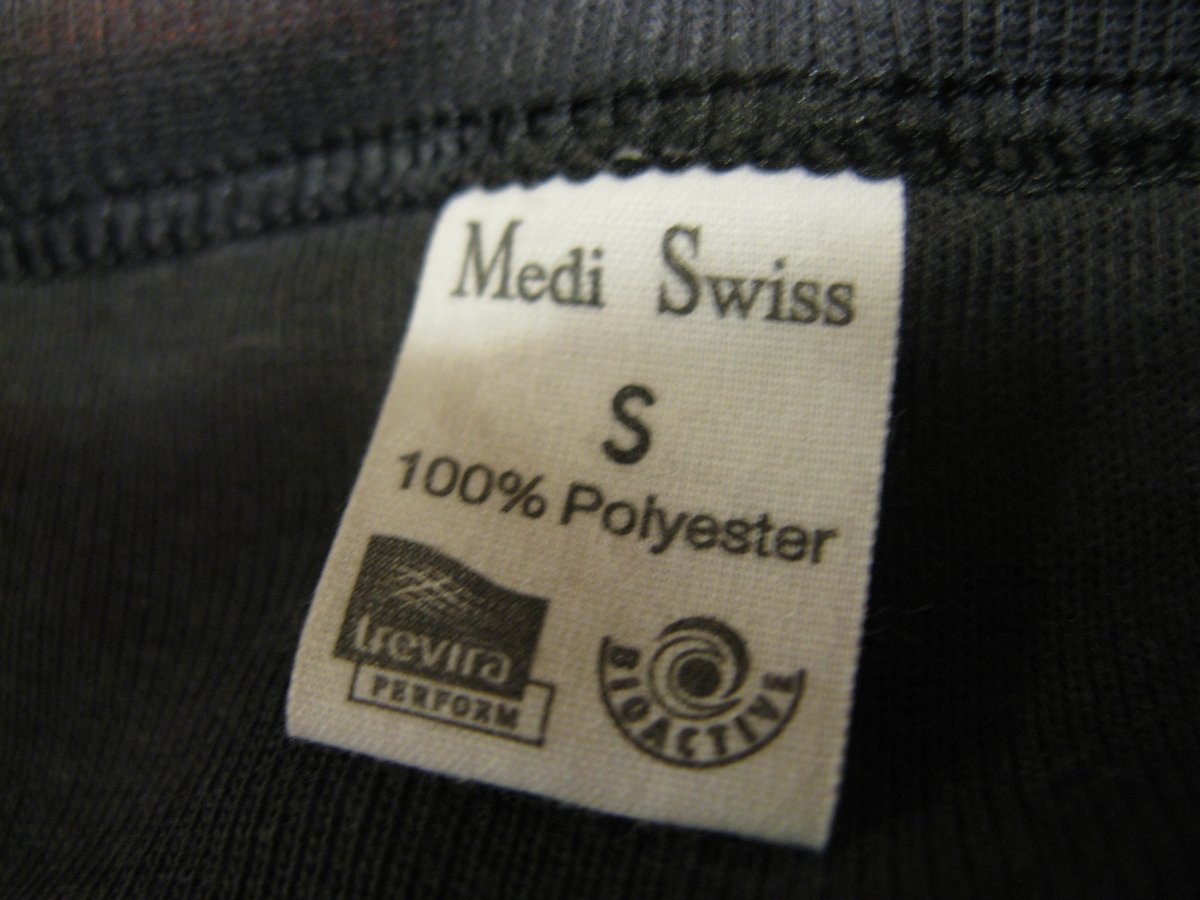 Medi Swiss
S
100% Polyester
trevira
PERFORM
BIOACTIVE